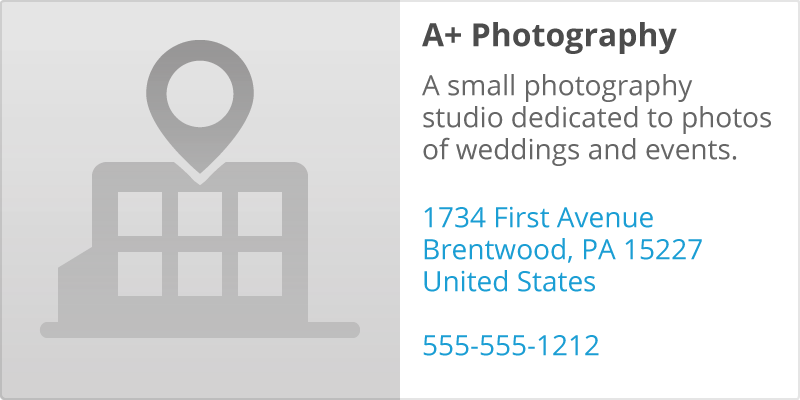 A+ Photography
A small photography
studio dedicated to photos
of weddings and events.
1734 First Avenue
Brentwood, PA 15227
United States
555-555-1212